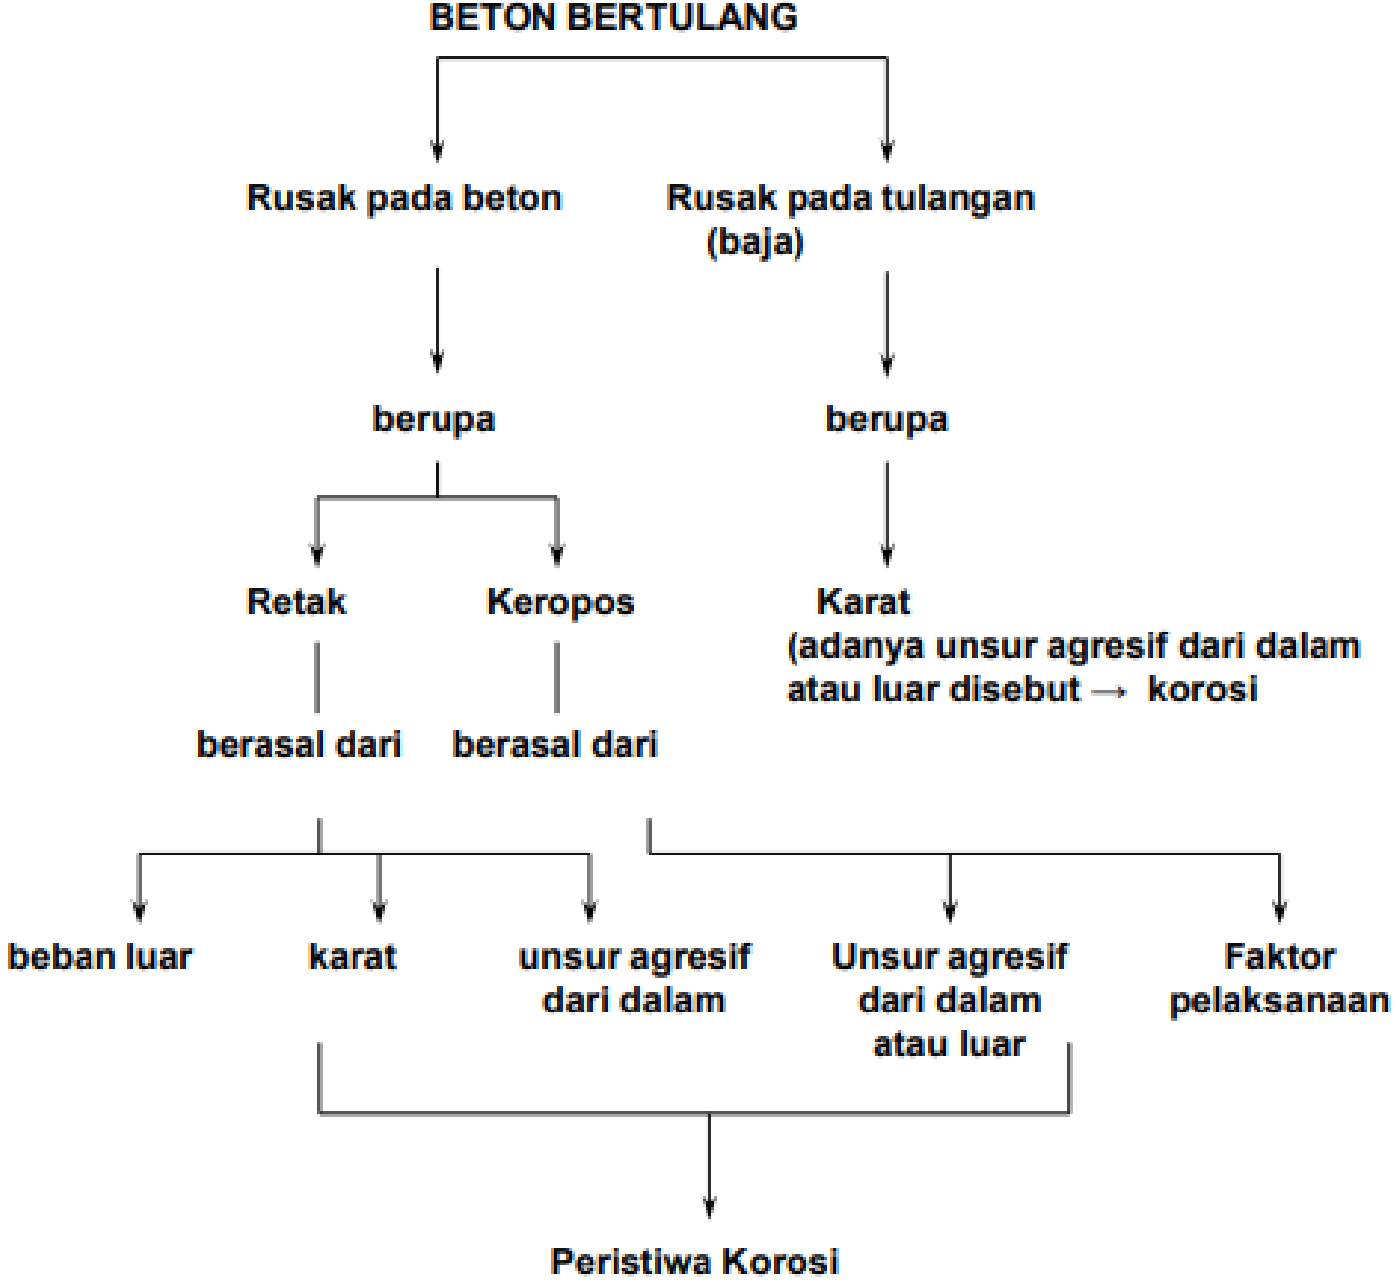 BETON BERTULANG
Rusak pada beton
Rusak pada tulangan
(baja)
berupa
berupa
Retak
Keropos
Karat
(adanya unsur agresif dari dalam
atau luar disebut → korosi
berasal dari
berasal dari
beban luar
karat
unsur agresif
dari dalam
Unsur agresif
dari dalam
atau luar
Faktor
pelaksanaan
Peristiwa Korosi